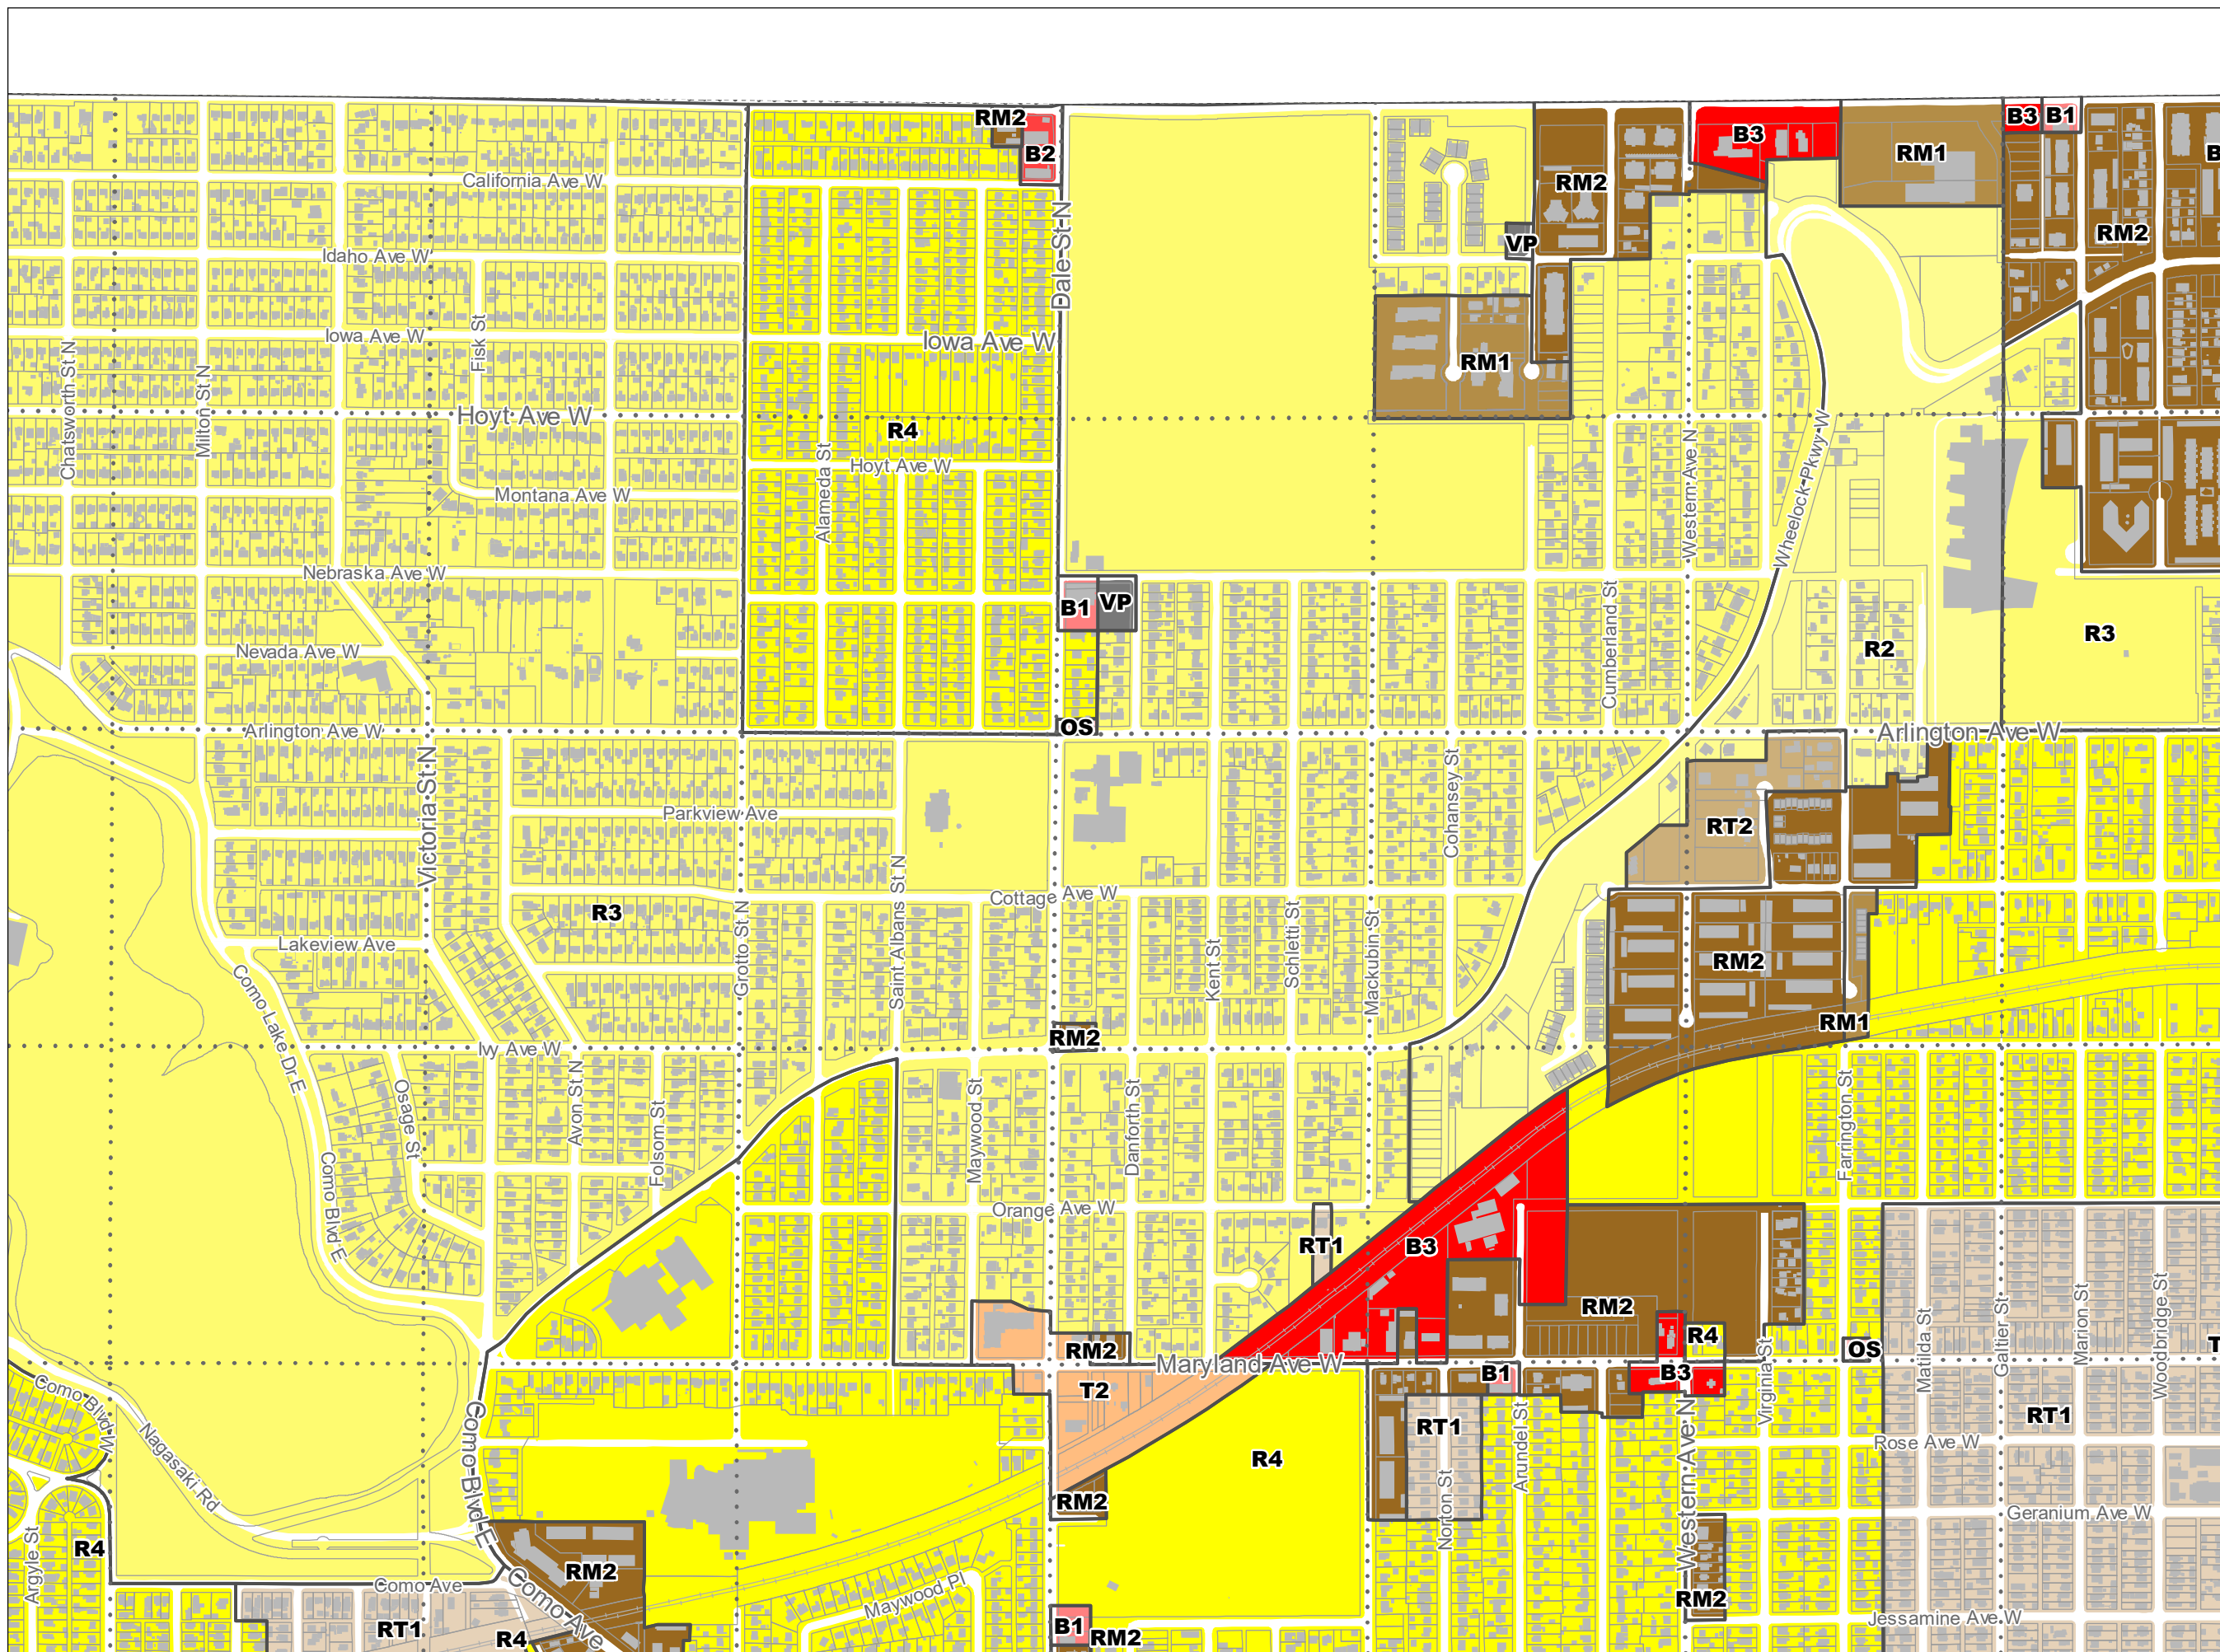 RM2
B3
B3
B1
B2
RM1
California Ave W
RM2
Dale St N
VP
RM2
Idaho Ave W
Iowa Ave W
Fisk St
Iowa Ave W
RM1
Chatsworth St N
Milton St N
Hoyt Ave W
R4
Hoyt Ave W
Alameda St
Western Ave N
Wheelock Pkwy W
Montana Ave W
Nebraska Ave W
B1
VP
Cumberland St
R3
Nevada Ave W
R2
OS
Arlington Ave W
Arlington Ave W
Victoria St N
Parkview Ave
Cohansey St
RT2
Saint Albans St N
Cottage Ave W
R3
Grotto St N
Kent St
Schletti St
Mackubin St
Lakeview Ave
RM2
Como Lake Dr E
RM2
RM1
Ivy Ave W
Osage St
Avon St N
Folsom St
Maywood St
Danforth St
Farrington St
Como Blvd E
Orange Ave W
RT1
B3
RM2
R4
RM2
Maryland Ave W
OS
Matilda St
Galtier St
Marion St
Woodbridge St
T2
B1
B3
Virginia St
Como Blvd W
Nagasaki Rd
Como Blvd E
RT1
Arundel St
Western Ave N
RT1
Rose Ave W
R4
RM2
Norton St
Geranium Ave W
Argyle St
R4
RM2
Como Ave
Como Ave
Maywood Pl
RM2
Jessamine Ave W
RT1
R4
B1
RM2